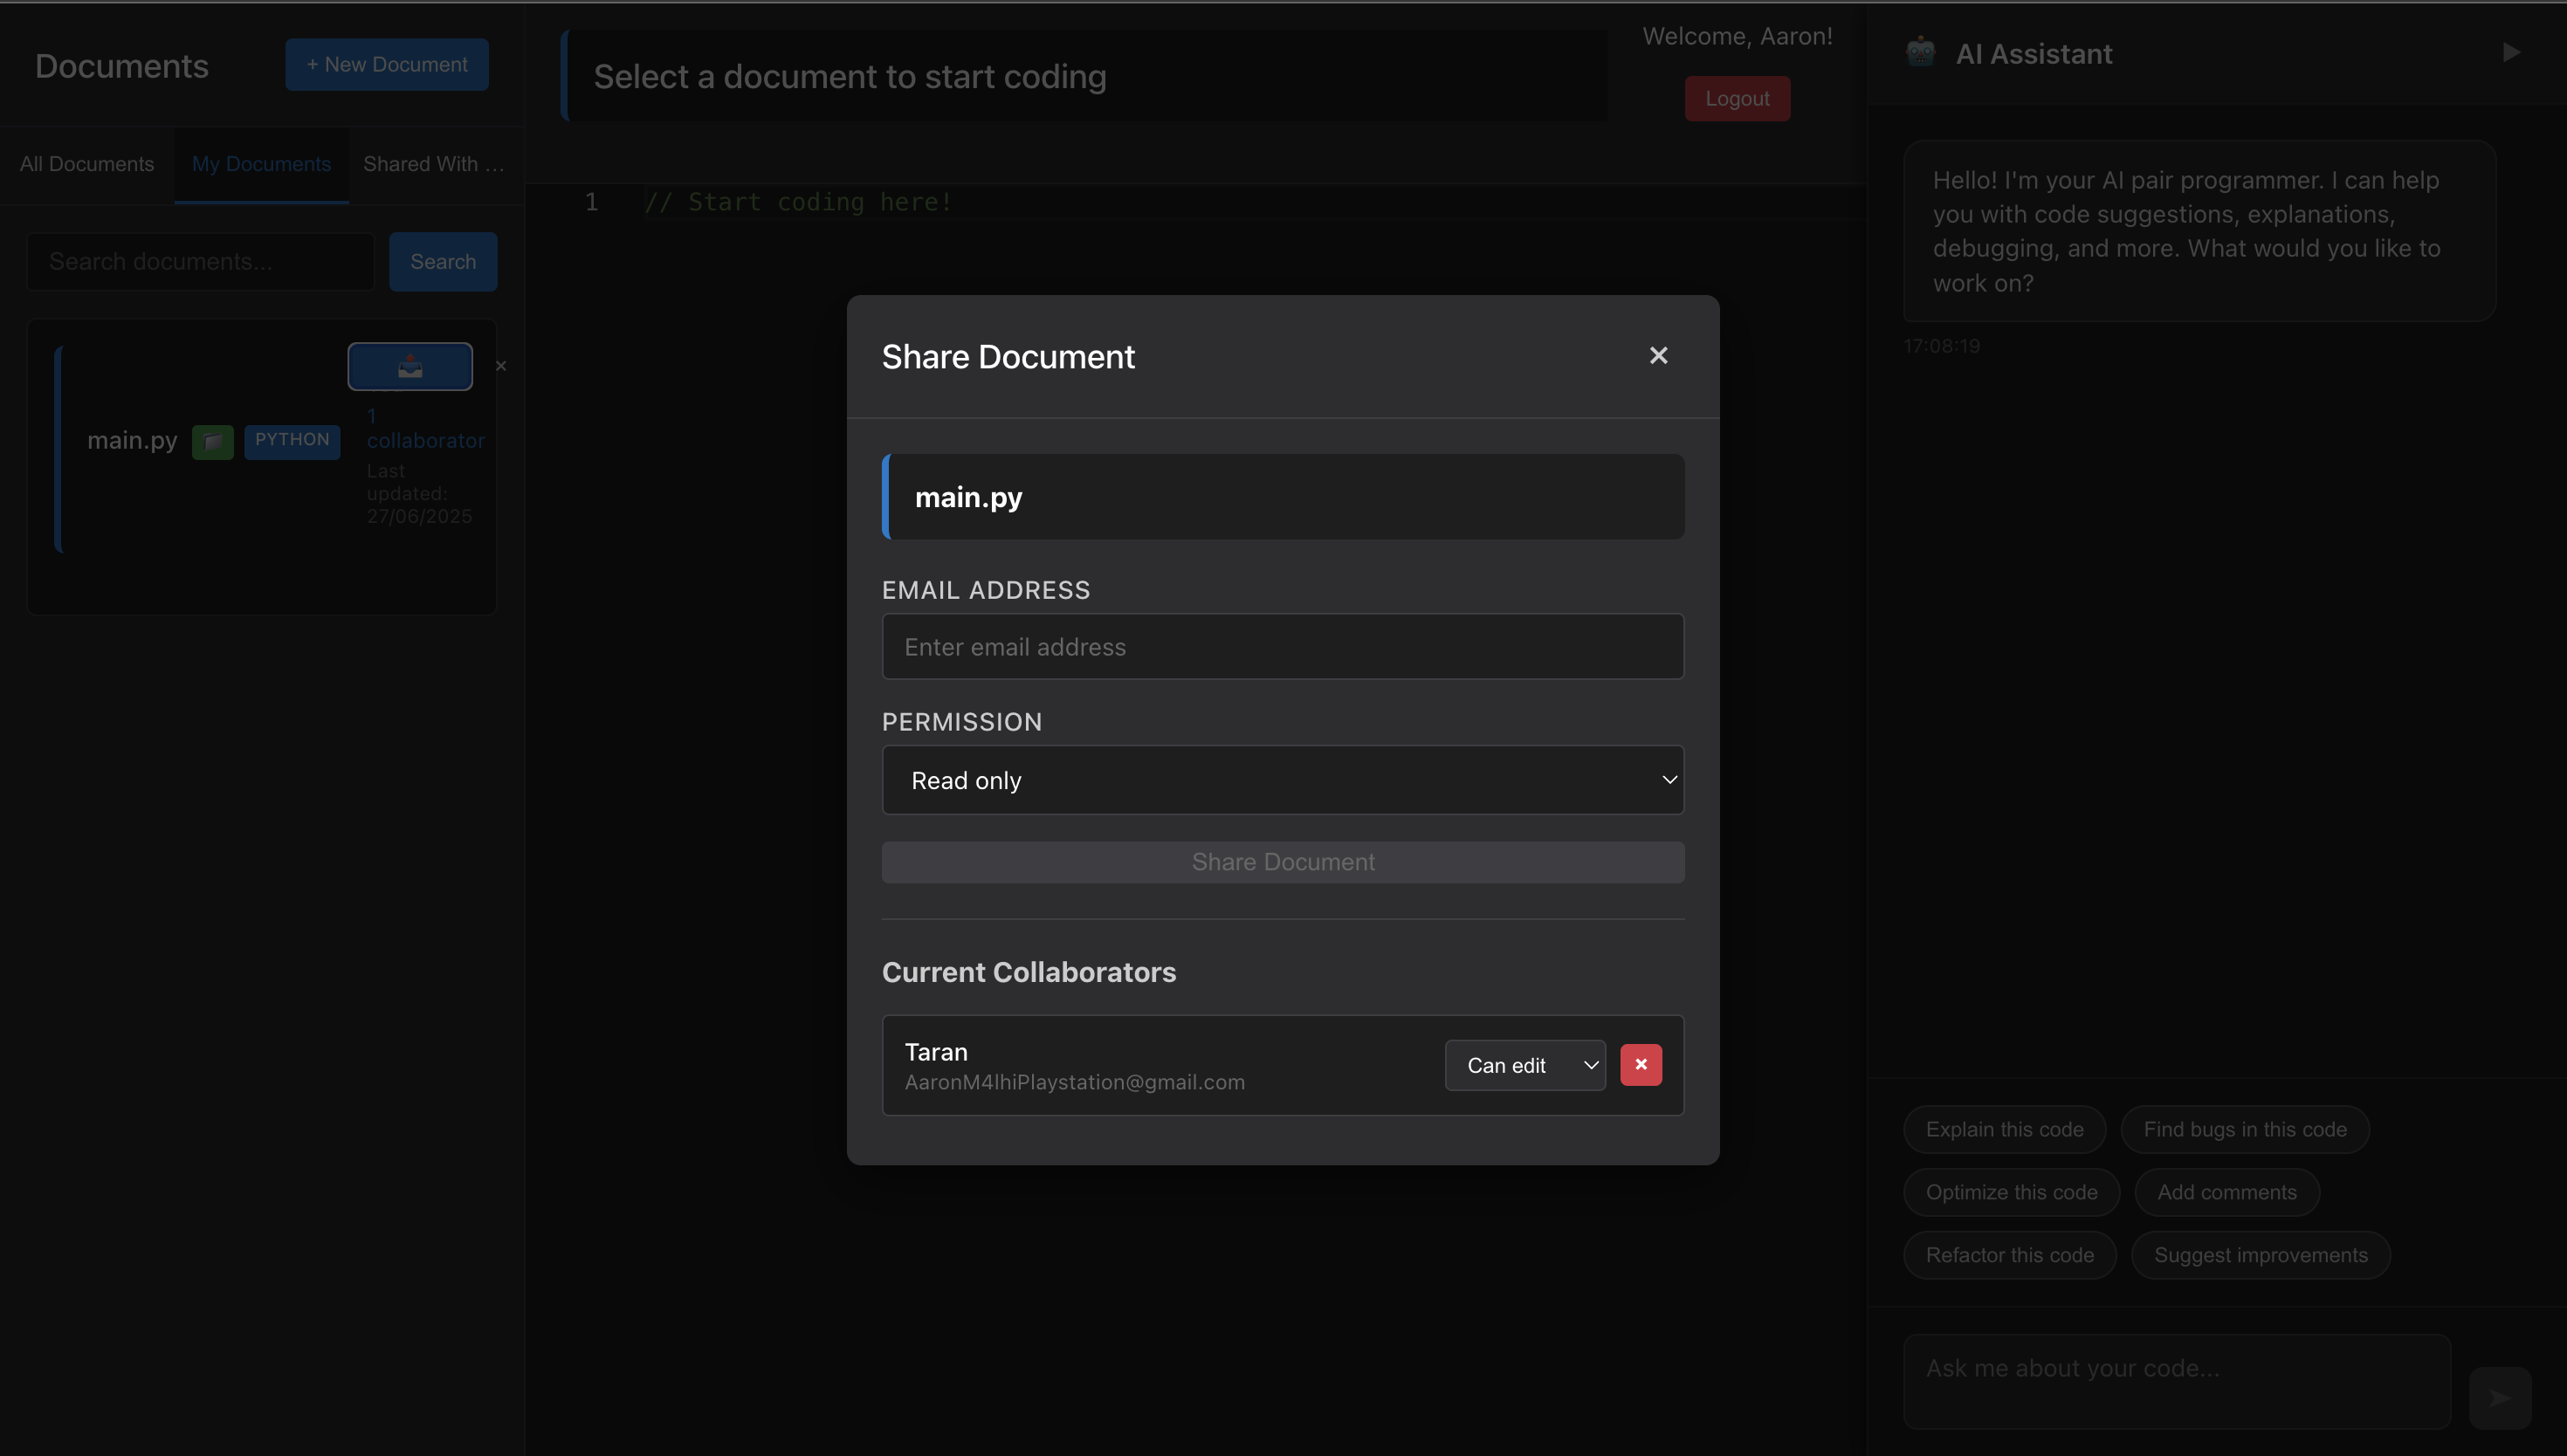 Documents
+ New Document
All Documents
My Documents
Shared With ...
Search documents...
Search
main.py
PYTHON
1
collaborator
Last
updated:
27/06/2025
Select a document to start coding
Welcome, Aaron!
Logout
1
// Start coding here!
Share Document
×
main.py
EMAIL ADDRESS
Enter email address
PERMISSION
Read only
Share Document
Current Collaborators
Taran
AaronM4lhiPlaystation@gmail.com
Can edit
×
AI Assistant
Hello! I'm your AI pair programmer. I can help
you with code suggestions, explanations,
debugging, and more. What would you like to
work on?
17:08:19
Explain this code
Find bugs in this code
Optimize this code
Add comments
Refactor this code
Suggest improvements
Ask me about your code...